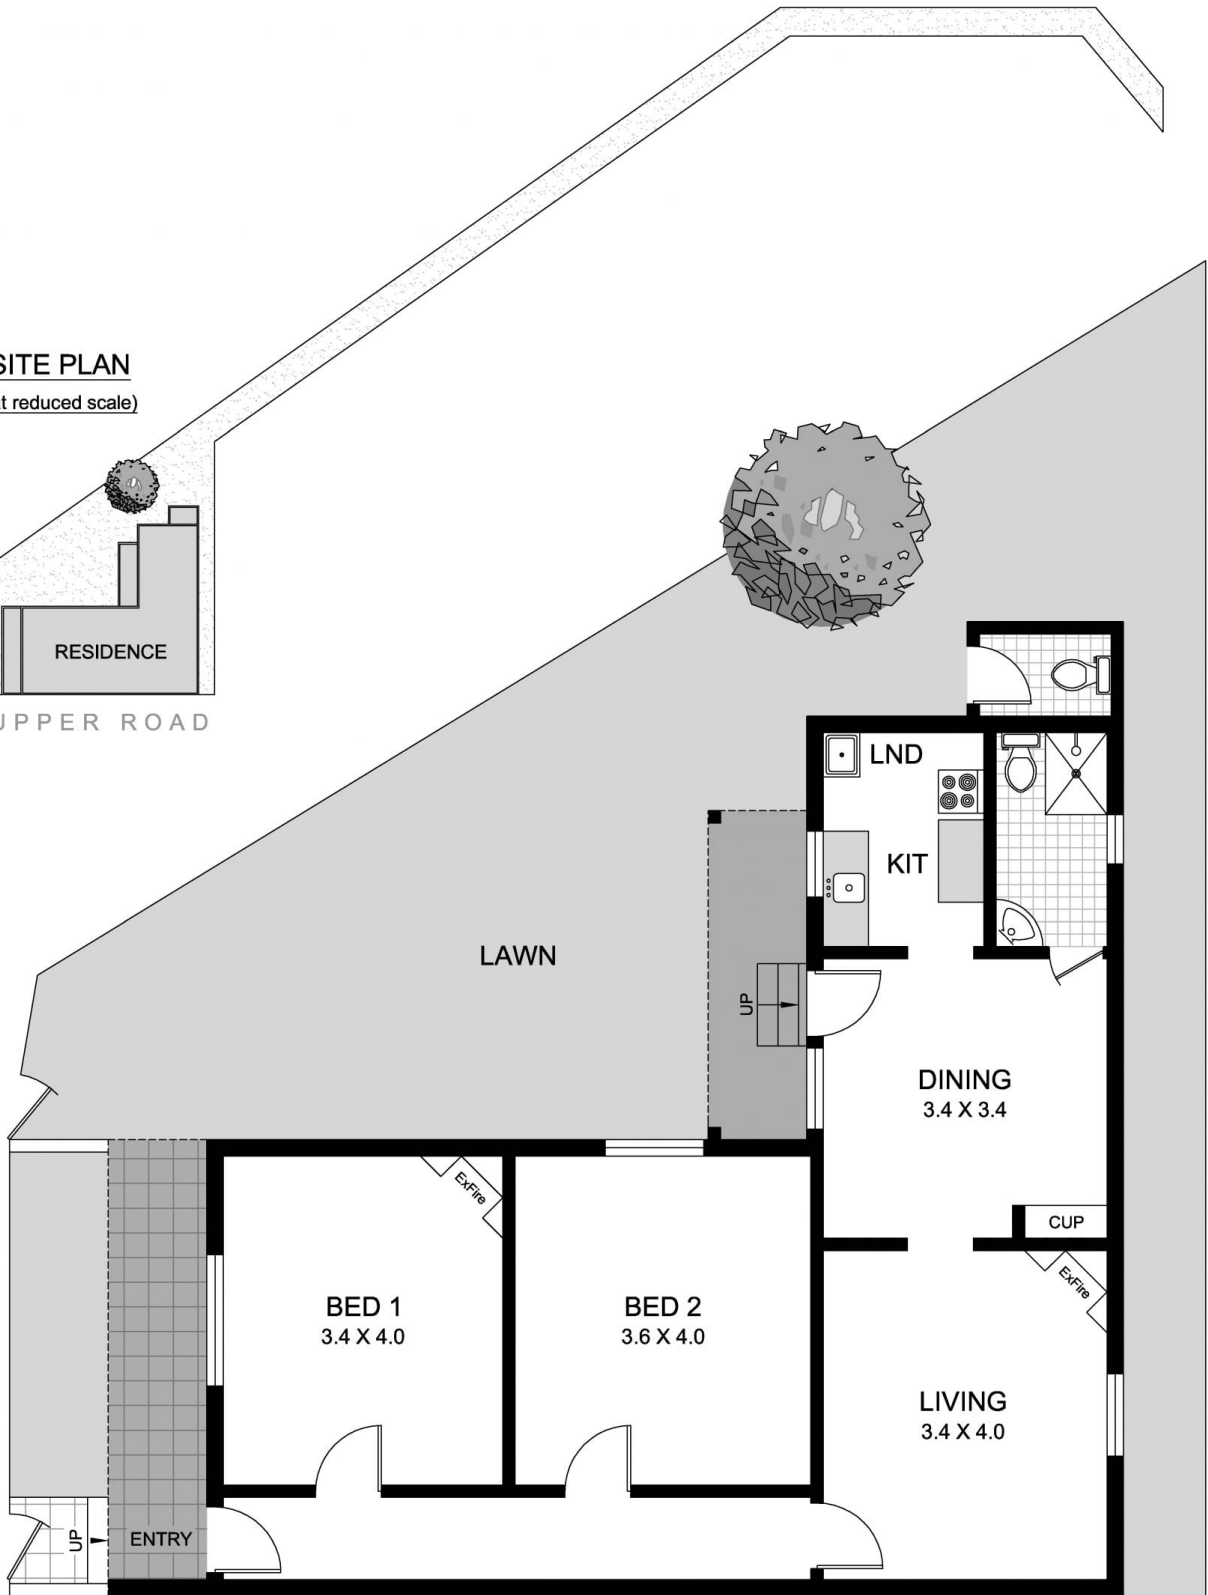 SITE PLAN
at reduced scale)
RESIDENCE
UPPER ROAD
LND
KIT
LAWN
UP
DINING
3.4 X 3.4
ExFire
CUP
BED 1
3.4 X 4.0
BED 2
3.6 X 4.0
ExFire
LIVING
3.4 X 4.0
UP
ENTRY